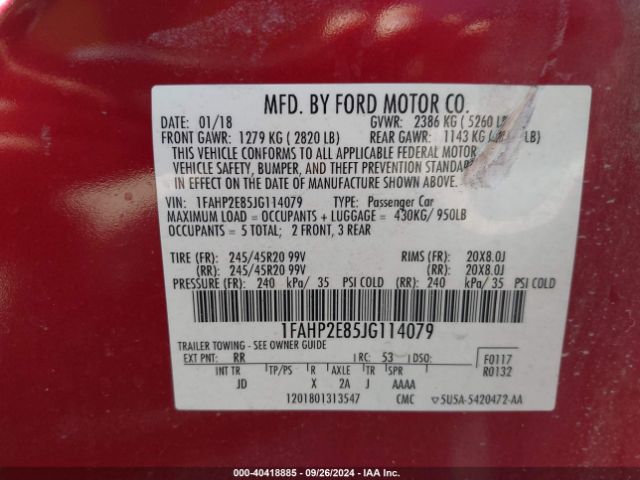 MFD. BY FORD MOTOR CO.
DATE: 01/18 GVWR: 2386 KG ( 5260 LB
FRONT GAWR: 1279 KG ( 2820 LB) REAR GAWR: 1143 KG ( LB)
THIS VEHICLE CONFORMS TO ALL APPLICABLE FEDERAL MOTOR
VEHICLE SAFETY, BUMPER, AND THEFT PREVENTION STANDARD
IN EFFECT ON THE DATE OF MANUFACTURE SHOWN ABOVE.
VIN: 1FAHP2E85JG114079 TYPE: Passenger Car
MAXIMUM LOAD = OCCUPANTS + LUGGAGE = 430KG/ 950LB
OCCUPANTS = 5 TOTAL; 2 FRONT, 3 REAR
TIRE (FR): 245/45R20 99V RIMS (FR): 20X8.0J
(RR): 245/45R20 99V (RR): 20X8.0J
PRESSURE (FR): 240 kPa/ 35 PSI COLD (RR): 240 kPa/ 35 PSI COLD
1FAHP2E85JG114079
TRAILER TOWING - SEE OWNER GUIDE
EXT PNT: RR RC: 53 DSO: F0117
INT TR TP/PS R AXLE TR SPR R0132
JD X 2A J AAAA
1201801313547 CMC ▽5U5A-5420472-AA
000-40418885 - 09/26/2024 - IAA Inc.